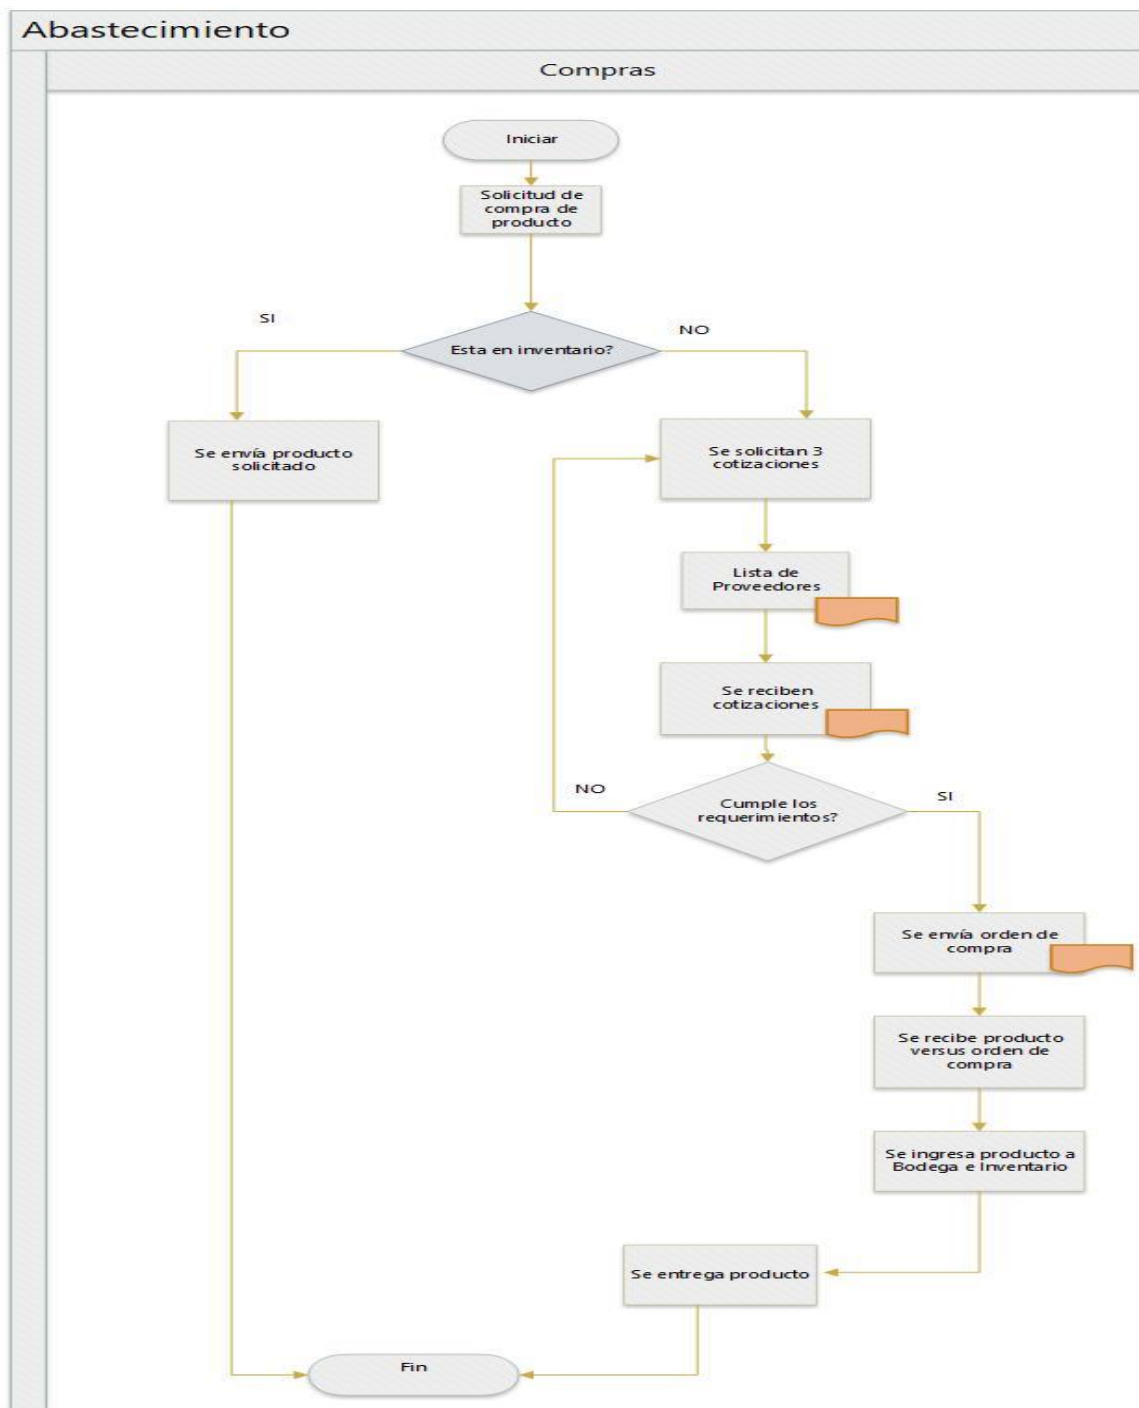 Abastecimiento
Compras
Iniciar
Solicitud de
compra de
producto
SI
NO
Esta en inventario?
Se envía producto
solicitado
Se solicitan 3
cotizaciones
Lista de
Proveedores
Se reciben
cotizaciones
NO
SI
Cumple los
requerimientos?
Se envía orden de
compra
Se recibe producto
versus orden de
compra
Se ingresa producto a
Bodega e Inventario
Se entrega producto
Fin